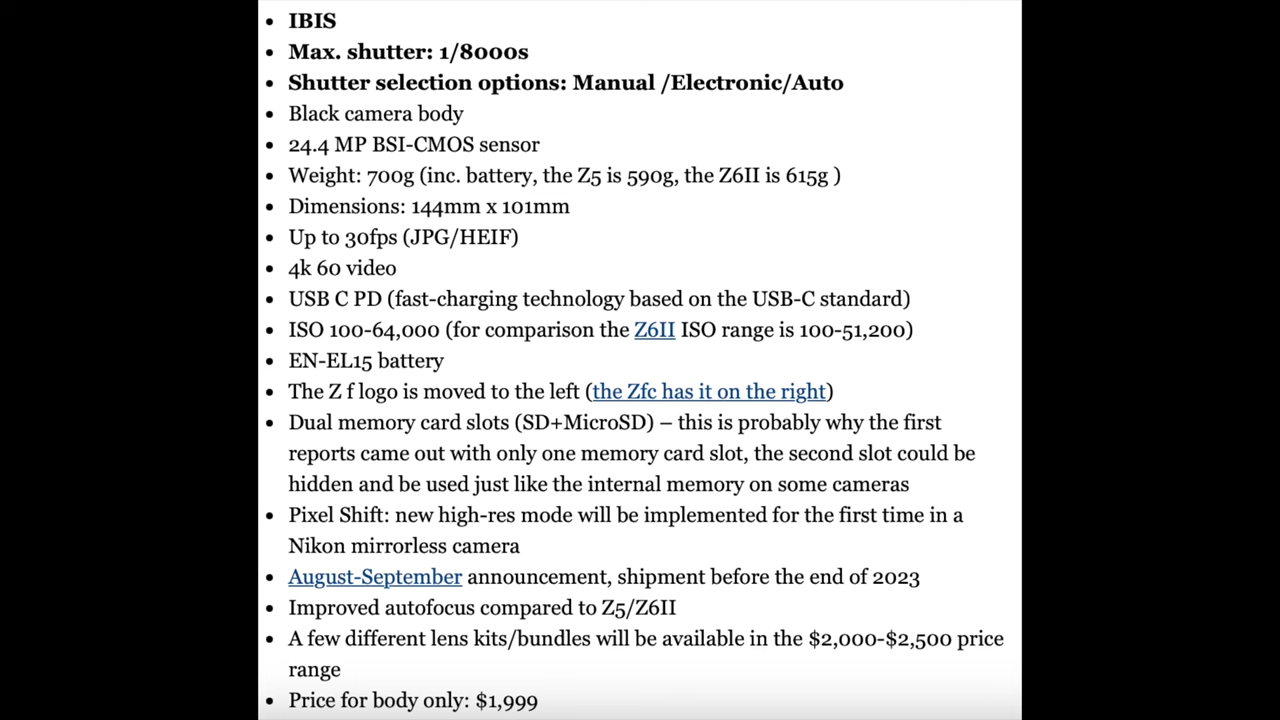 IBIS
Max. shutter: 1/8000s
Shutter selection options: Manual /Electronic/Auto
Black camera body
24.4 MP BSI-CMOS sensor
Weight: 700g (inc. battery, the Z5 is 590g, the Z6II is 615g )
Dimensions: 144mm x 101mm
Up to 30fps (JPG/HEIF)
4k 60 video
USB C PD (fast-charging technology based on the USB-C standard)
ISO 100-64,000 (for comparison the Z6II ISO range is 100-51,200)
EN-EL15 battery
The Z f logo is moved to the left (the Zfc has it on the right)
Dual memory card slots (SD+MicroSD) – this is probably why the first
reports came out with only one memory card slot, the second slot could be
hidden and be used just like the internal memory on some cameras
Pixel Shift: new high-res mode will be implemented for the first time in a
Nikon mirrorless camera
August-September announcement, shipment before the end of 2023
Improved autofocus compared to Z5/Z6II
A few different lens kits/bundles will be available in the $2,000-$2,500 price
range
Price for body only: $1,999